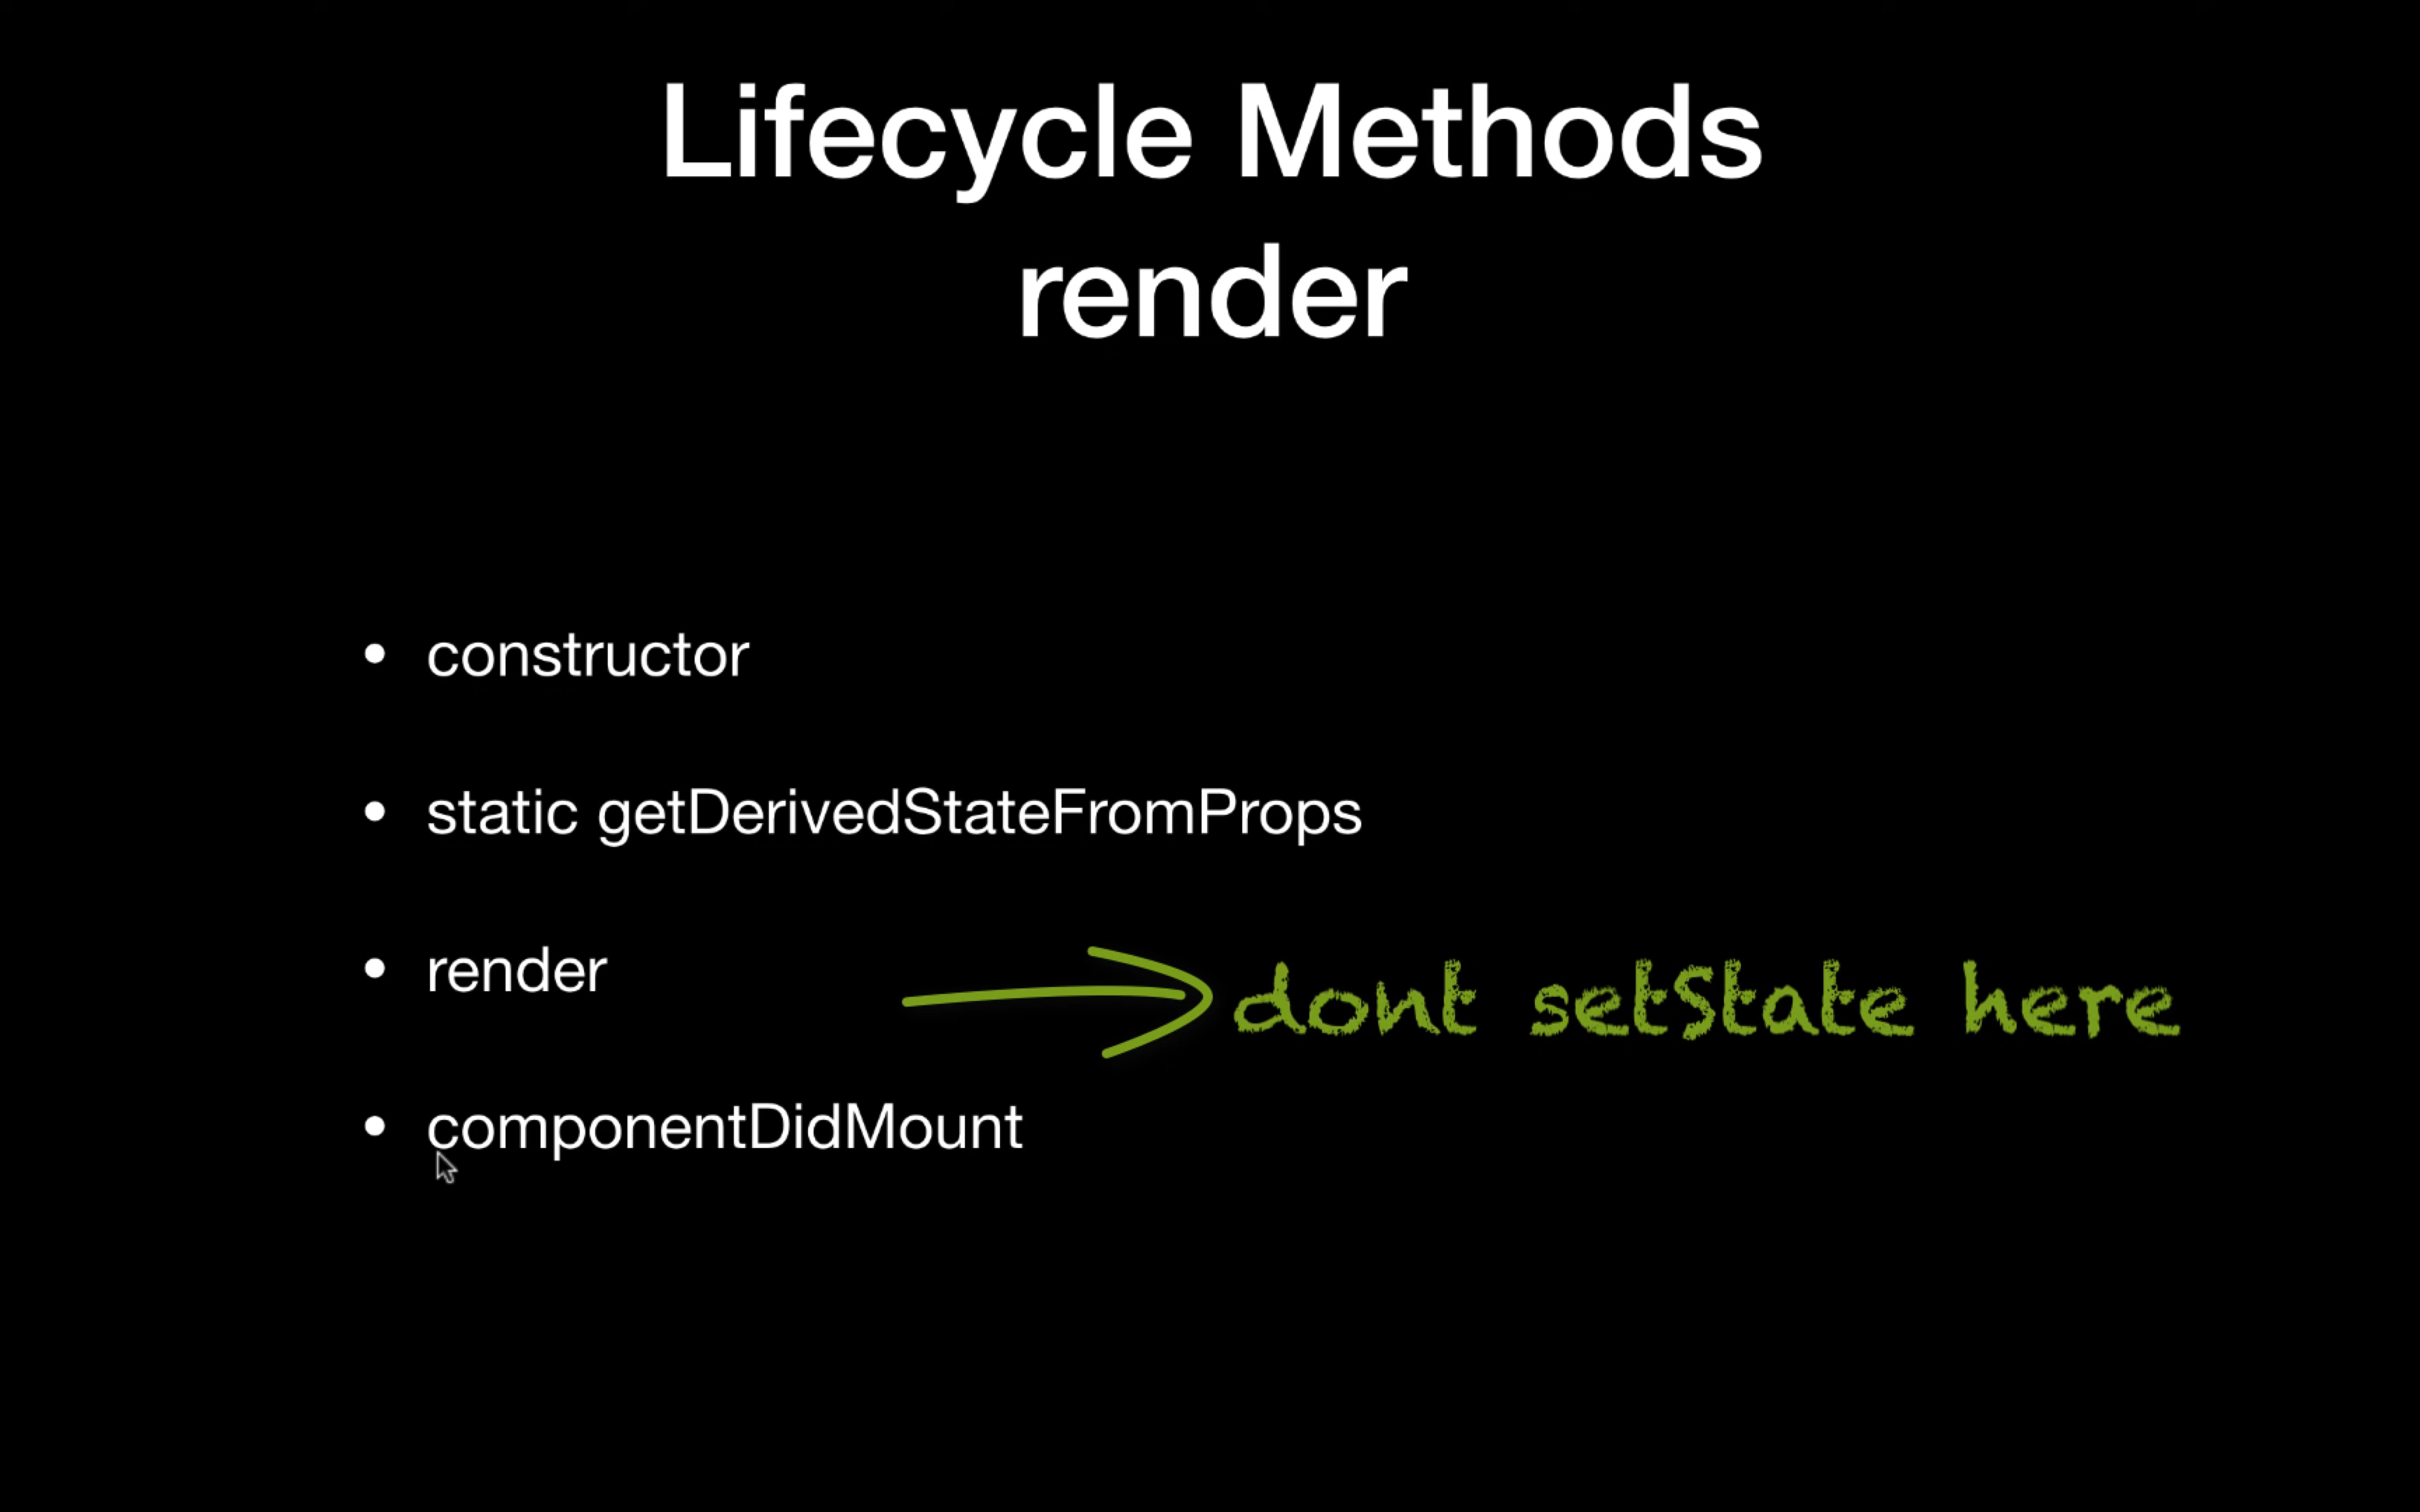 Lifecycle Methods
render
• constructor
• static getDerivedStateFromProps
• render
dont setState here
• componentDidMount